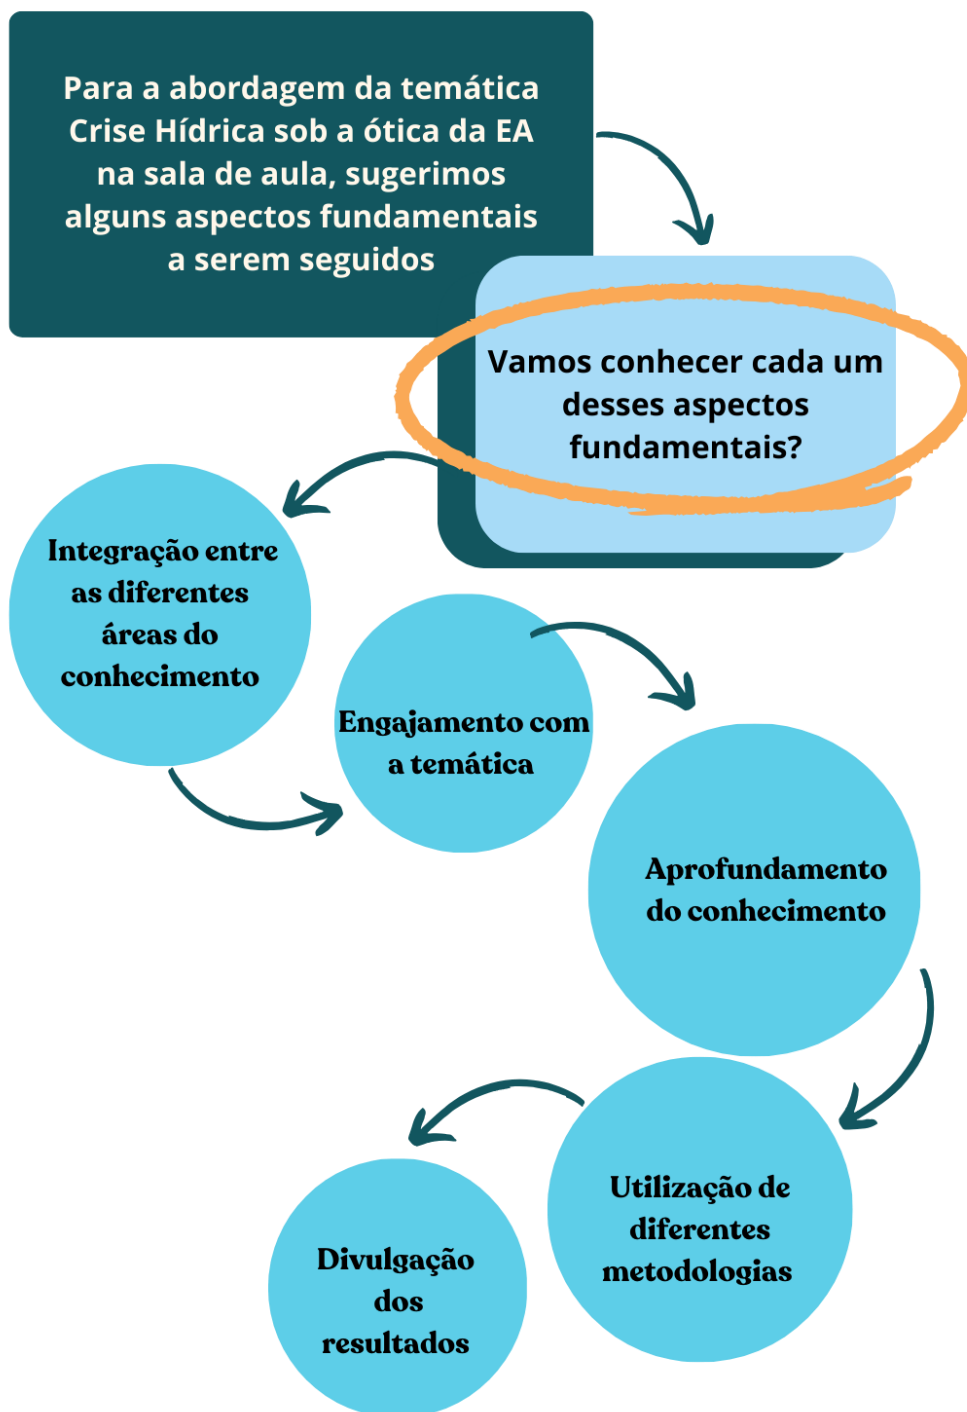 Para a abordagem da temática
Crise Hídrica sob a ótica da EA
na sala de aula, sugerimos
alguns aspectos fundamentais
a serem seguidos
Vamos conhecer cada um
desses aspectos
fundamentais?
Integração entre
as diferentes
áreas do
conhecimento
Engajamento com
a temática
Aprofundamento
do conhecimento
Utilização de
diferentes
metodologias
Divulgação
dos
resultados